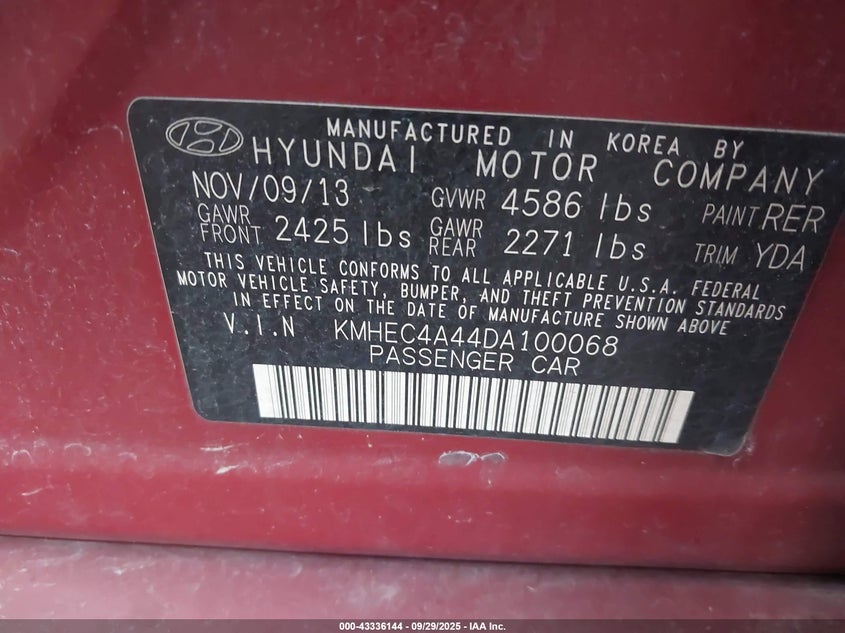 MANUFACTURED IN KOREA BY
HYUNDAI MOTOR COMPANY
NOV/09/13 GVWR 4586 lbs PAINT RER
GAWR FRONT 2425 lbs GAWR REAR 2271 lbs TRIM YDA
THIS VEHICLE CONFORMS TO ALL APPLICABLE U.S.A. FEDERAL
MOTOR VEHICLE SAFETY, BUMPER, AND THEFT PREVENTION STANDARDS
IN EFFECT ON THE DATE OF MANUFACTURE SHOWN ABOVE
V.I.N KMHEC4A44DA100068
PASSENGER CAR
000-43336144 - 09/29/2025 - IAA Inc.